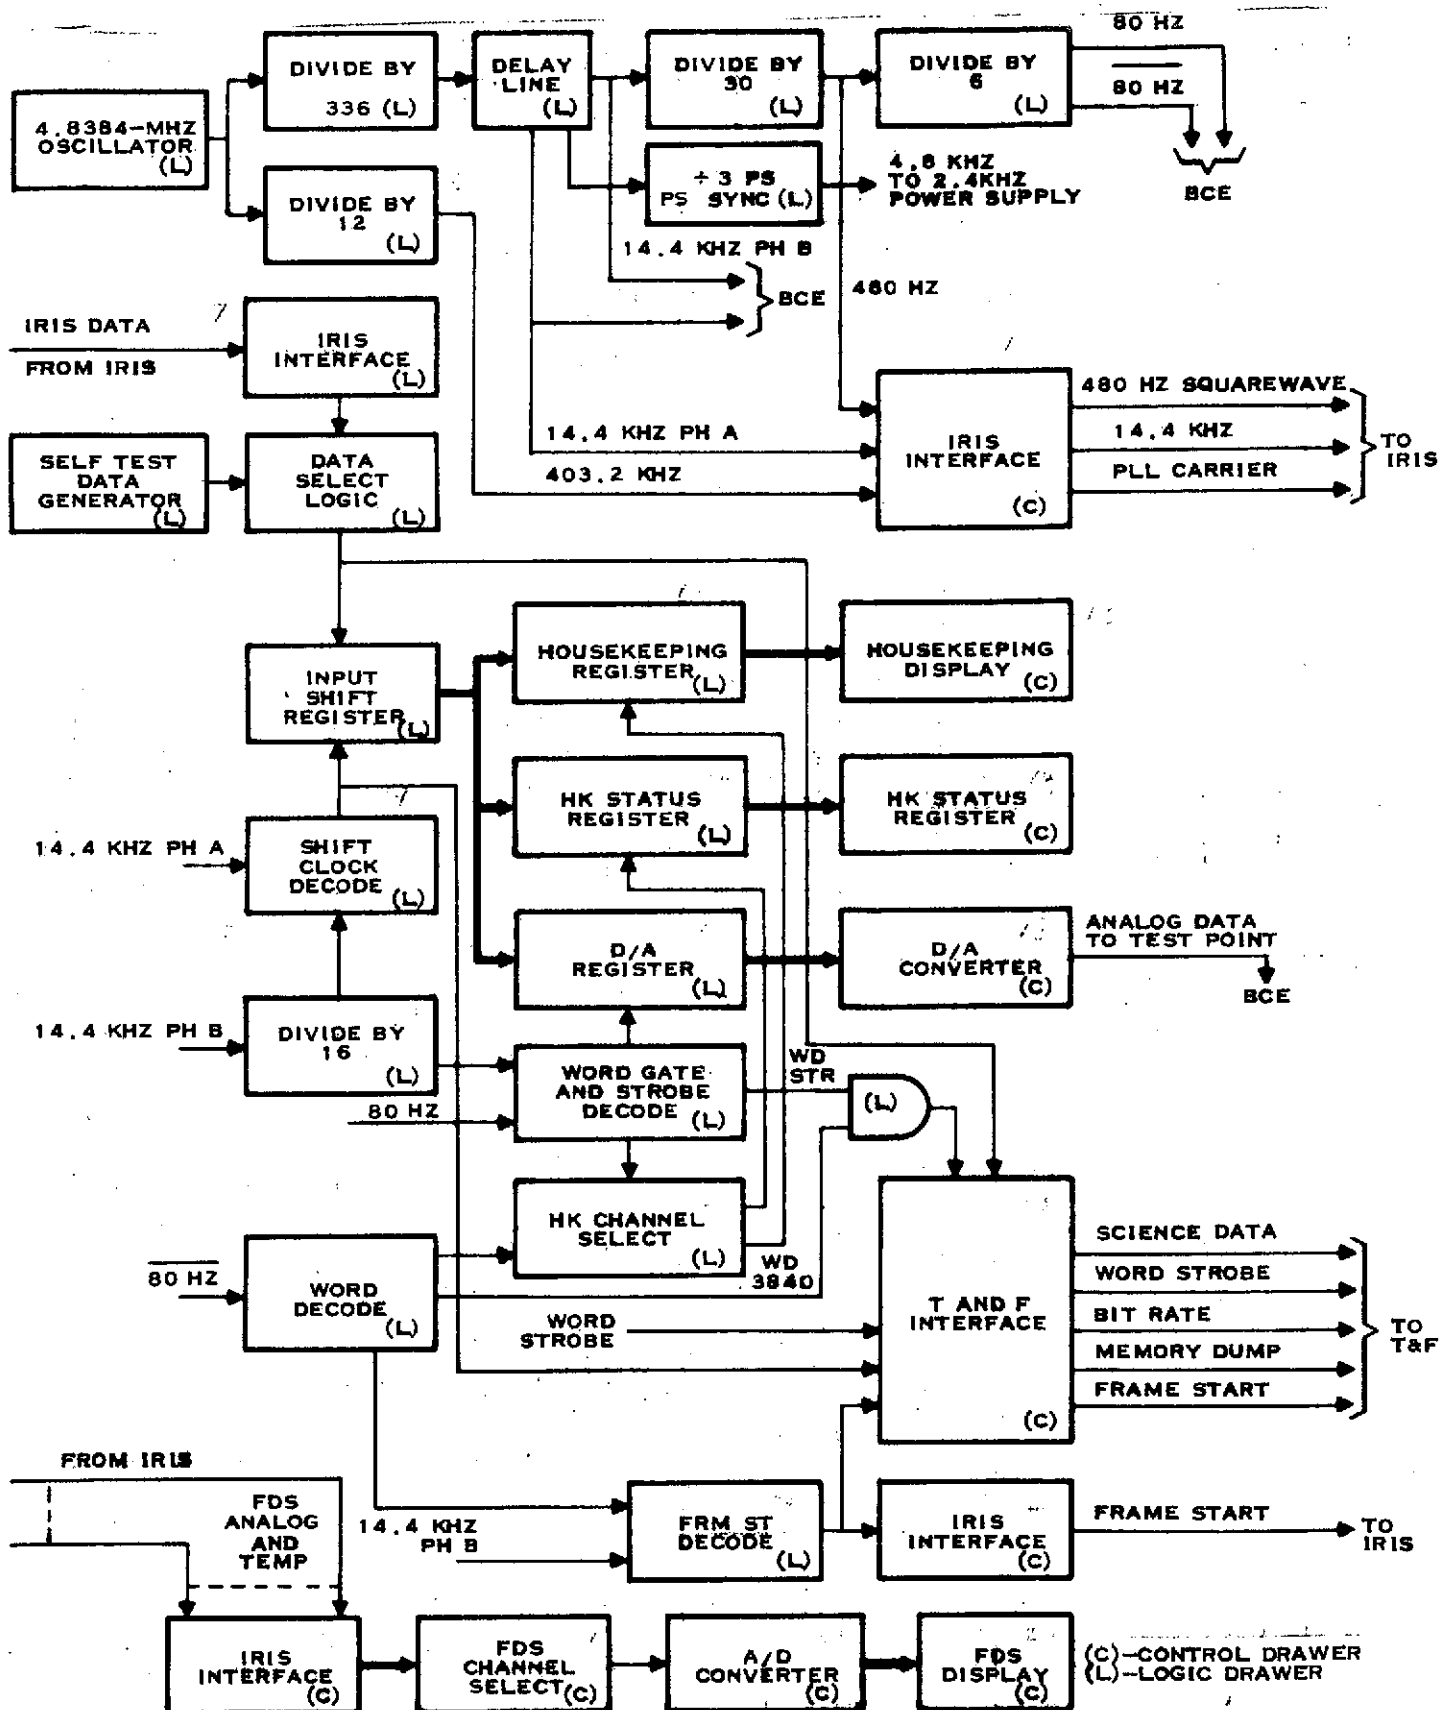 80 HZ
80 HZ
DIVIDE BY
336 (L)
DELAY
LINE
(L)
DIVIDE BY
30
(L)
DIVIDE BY
6
(L)
4.8384-MHZ
OSCILLATOR
(L)
BCE
÷ 3 PS
PS SYNC (L)
4.8 KHZ
TO 2.4KHZ
POWER SUPPLY
DIVIDE BY
12
(L)
14.4 KHZ PH B
BCE
480 HZ
IRIS DATA
FROM IRIS
IRIS
INTERFACE
(L)
480 HZ SQUAREWAVE
14.4 KHZ
PLL CARRIER
TO
IRIS
IRIS
INTERFACE
(C)
14.4 KHZ PH A
403.2 KHZ
SELF TEST
DATA
GENERATOR
(L)
DATA
SELECT
LOGIC
(L)
INPUT
SHIFT
REGISTER
(L)
HOUSEKEEPING
REGISTER
(L)
HOUSEKEEPING
DISPLAY
(C)
HK STATUS
REGISTER
(L)
HK STATUS
REGISTER
(C)
14.4 KHZ PH A
SHIFT
CLOCK
DECODE
(L)
D/A
REGISTER
(L)
D/A
CONVERTER
(C)
ANALOG DATA
TO TEST POINT
BCE
14.4 KHZ PH B
DIVIDE BY
16
(L)
80 HZ
WORD GATE
AND STROBE
DECODE
(L)
WD
STR
(L)
HK CHANNEL
SELECT
(L)
WD
3840
80 HZ
WORD
DECODE
(L)
WORD
STROBE
T AND F
INTERFACE
(C)
SCIENCE DATA
WORD STROBE
BIT RATE
MEMORY DUMP
FRAME START
TO
T&F
FROM IRIS
FDS
ANALOG
AND
TEMP
14.4 KHZ
PH B
FRM ST
DECODE
(L)
IRIS
INTERFACE
(C)
FRAME START
TO
IRIS
IRIS
INTERFACE
(C)
FDS
CHANNEL
SELECT
(C)
A/D
CONVERTER
(C)
FDS
DISPLAY
(C)
(C)-CONTROL DRAWER
(L)-LOGIC DRAWER